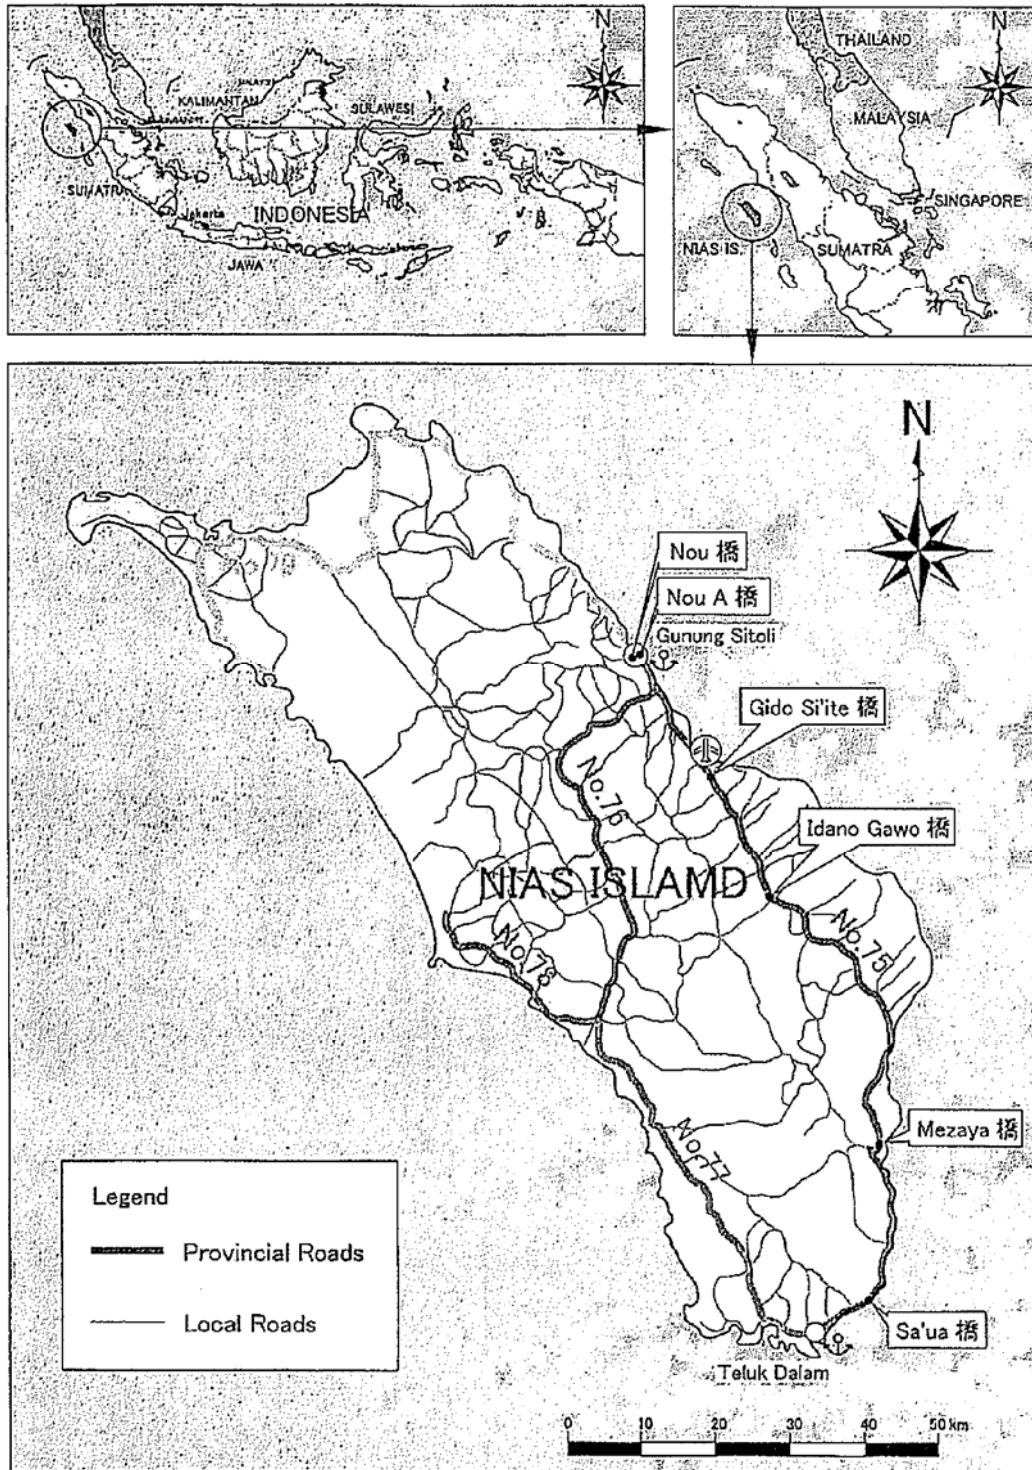 N
KALIMANTAN
SULAWESI
SUMATRA
Jakarta
INDONESIA
JAWA
N
THAILAND
MALAYSIA
SINGAPORE
NIAS IS.
SUMATRA
N
Nou 橋
Nou A 橋
Gunung Sitoli
Gido Si'ite 橋
No.76
Idano Gawo 橋
NIAS ISLAMD
No.75
No.78
Mezaya 橋
No.77
Legend
Provincial Roads
Local Roads
Sa'ua 橋
Teluk Dalam
0 10 20 30 40 50 km